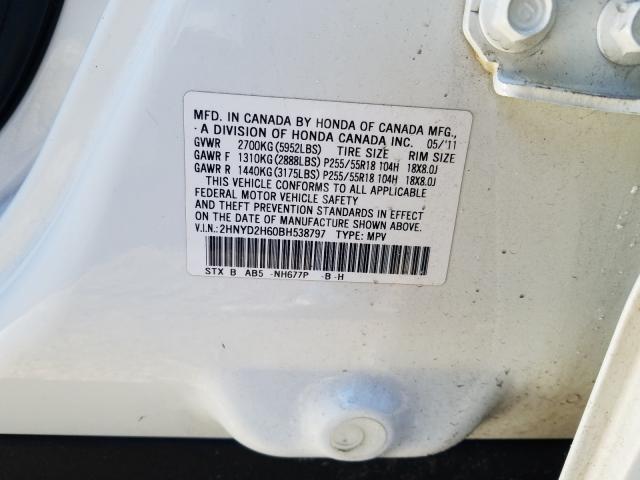 MFD. IN CANADA BY HONDA OF CANADA MFG.,
A DIVISION OF HONDA CANADA INC. 05/'11
GVWR 2700KG(5952LBS) TIRE SIZE RIM SIZE
GAWR F 1310KG(2888LBS) P255/55R18 104H 18X8.0J
GAWR R 1440KG(3175LBS) P255/55R18 104H 18X8.0J
THIS VEHICLE CONFORMS TO ALL APPLICABLE
FEDERAL MOTOR VEHICLE SAFETY
AND THEFT PREVENTION STANDARDS IN EFFECT
ON THE DATE OF MANUFACTURE SHOWN ABOVE.
V.I.N.: 2HNYD2H60BH538797 TYPE: MPV
STX B AB5 -NH677P -B -H